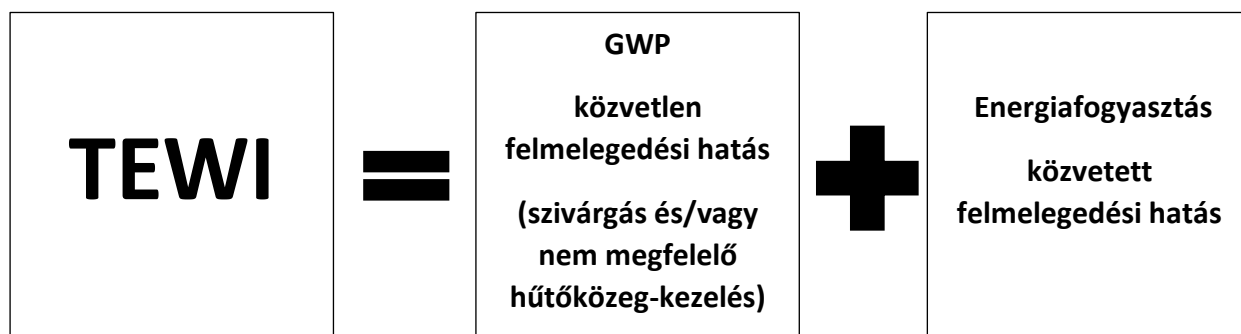 TEWI
=
GWP
közvetlen
felmelegedési hatás
(szivárgás és/vagy
nem megfelelő
hűtőközeg-kezelés)
+
Energiafogyasztás
közvetett
felmelegedési hatás